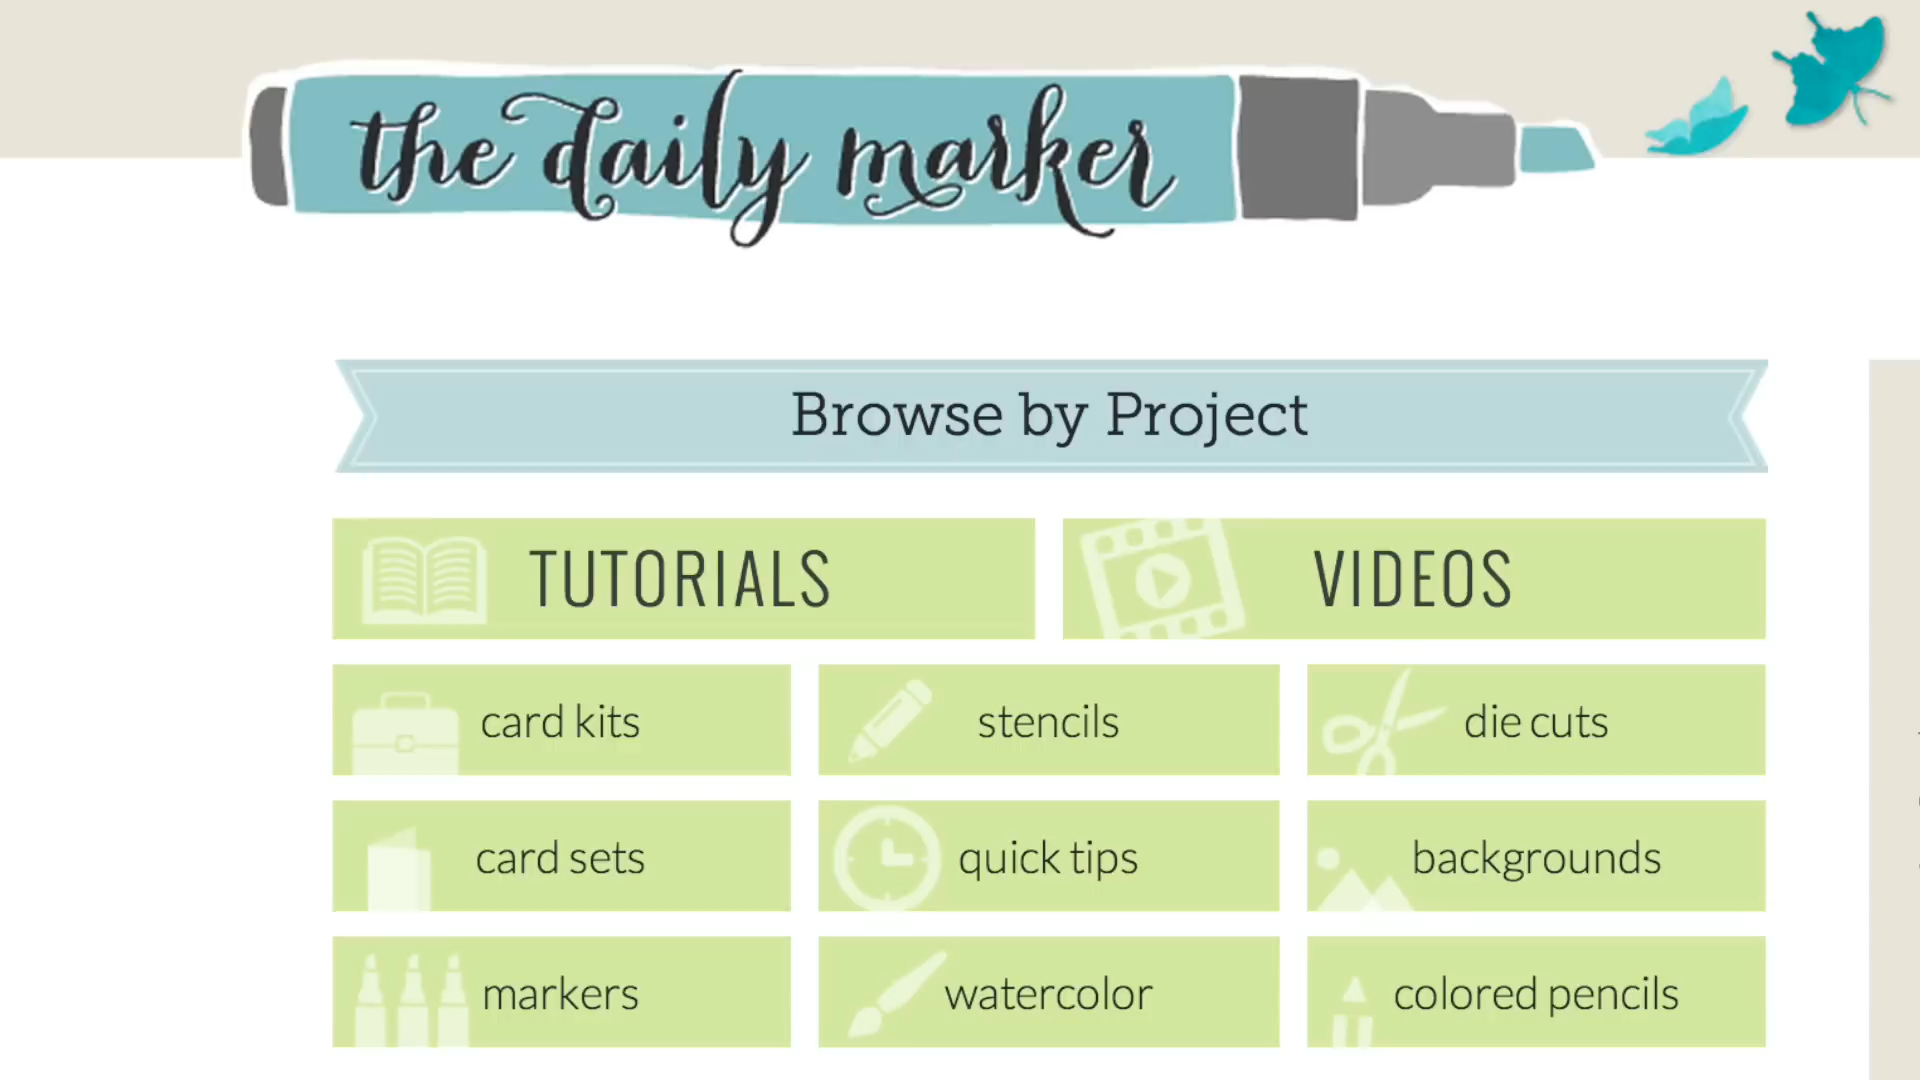 the daily marker
Browse by Project
TUTORIALS
VIDEOS
card kits
stencils
die cuts
card sets
quick tips
backgrounds
markers
watercolor
colored pencils